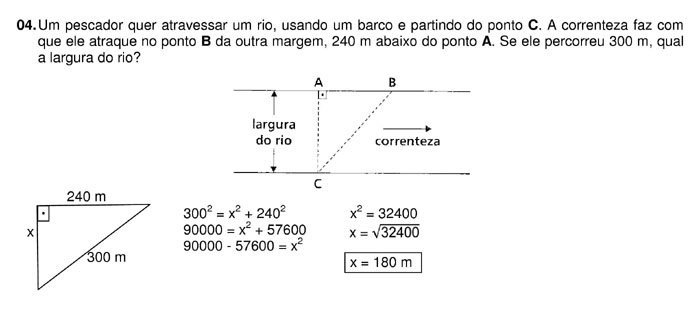 04. Um pescador quer atravessar um rio, usando um barco e partindo do ponto C. A correnteza faz com
que ele atraque no ponto B da outra margem, 240 m abaixo do ponto A. Se ele percorreu 300 m, qual
a largura do rio?
A B
largura
do rio
correnteza
C
240 m
x
300 m
300² = x² + 240²
90000 = x² + 57600
90000 - 57600 = x²
x² = 32400
x = √32400
x = 180 m